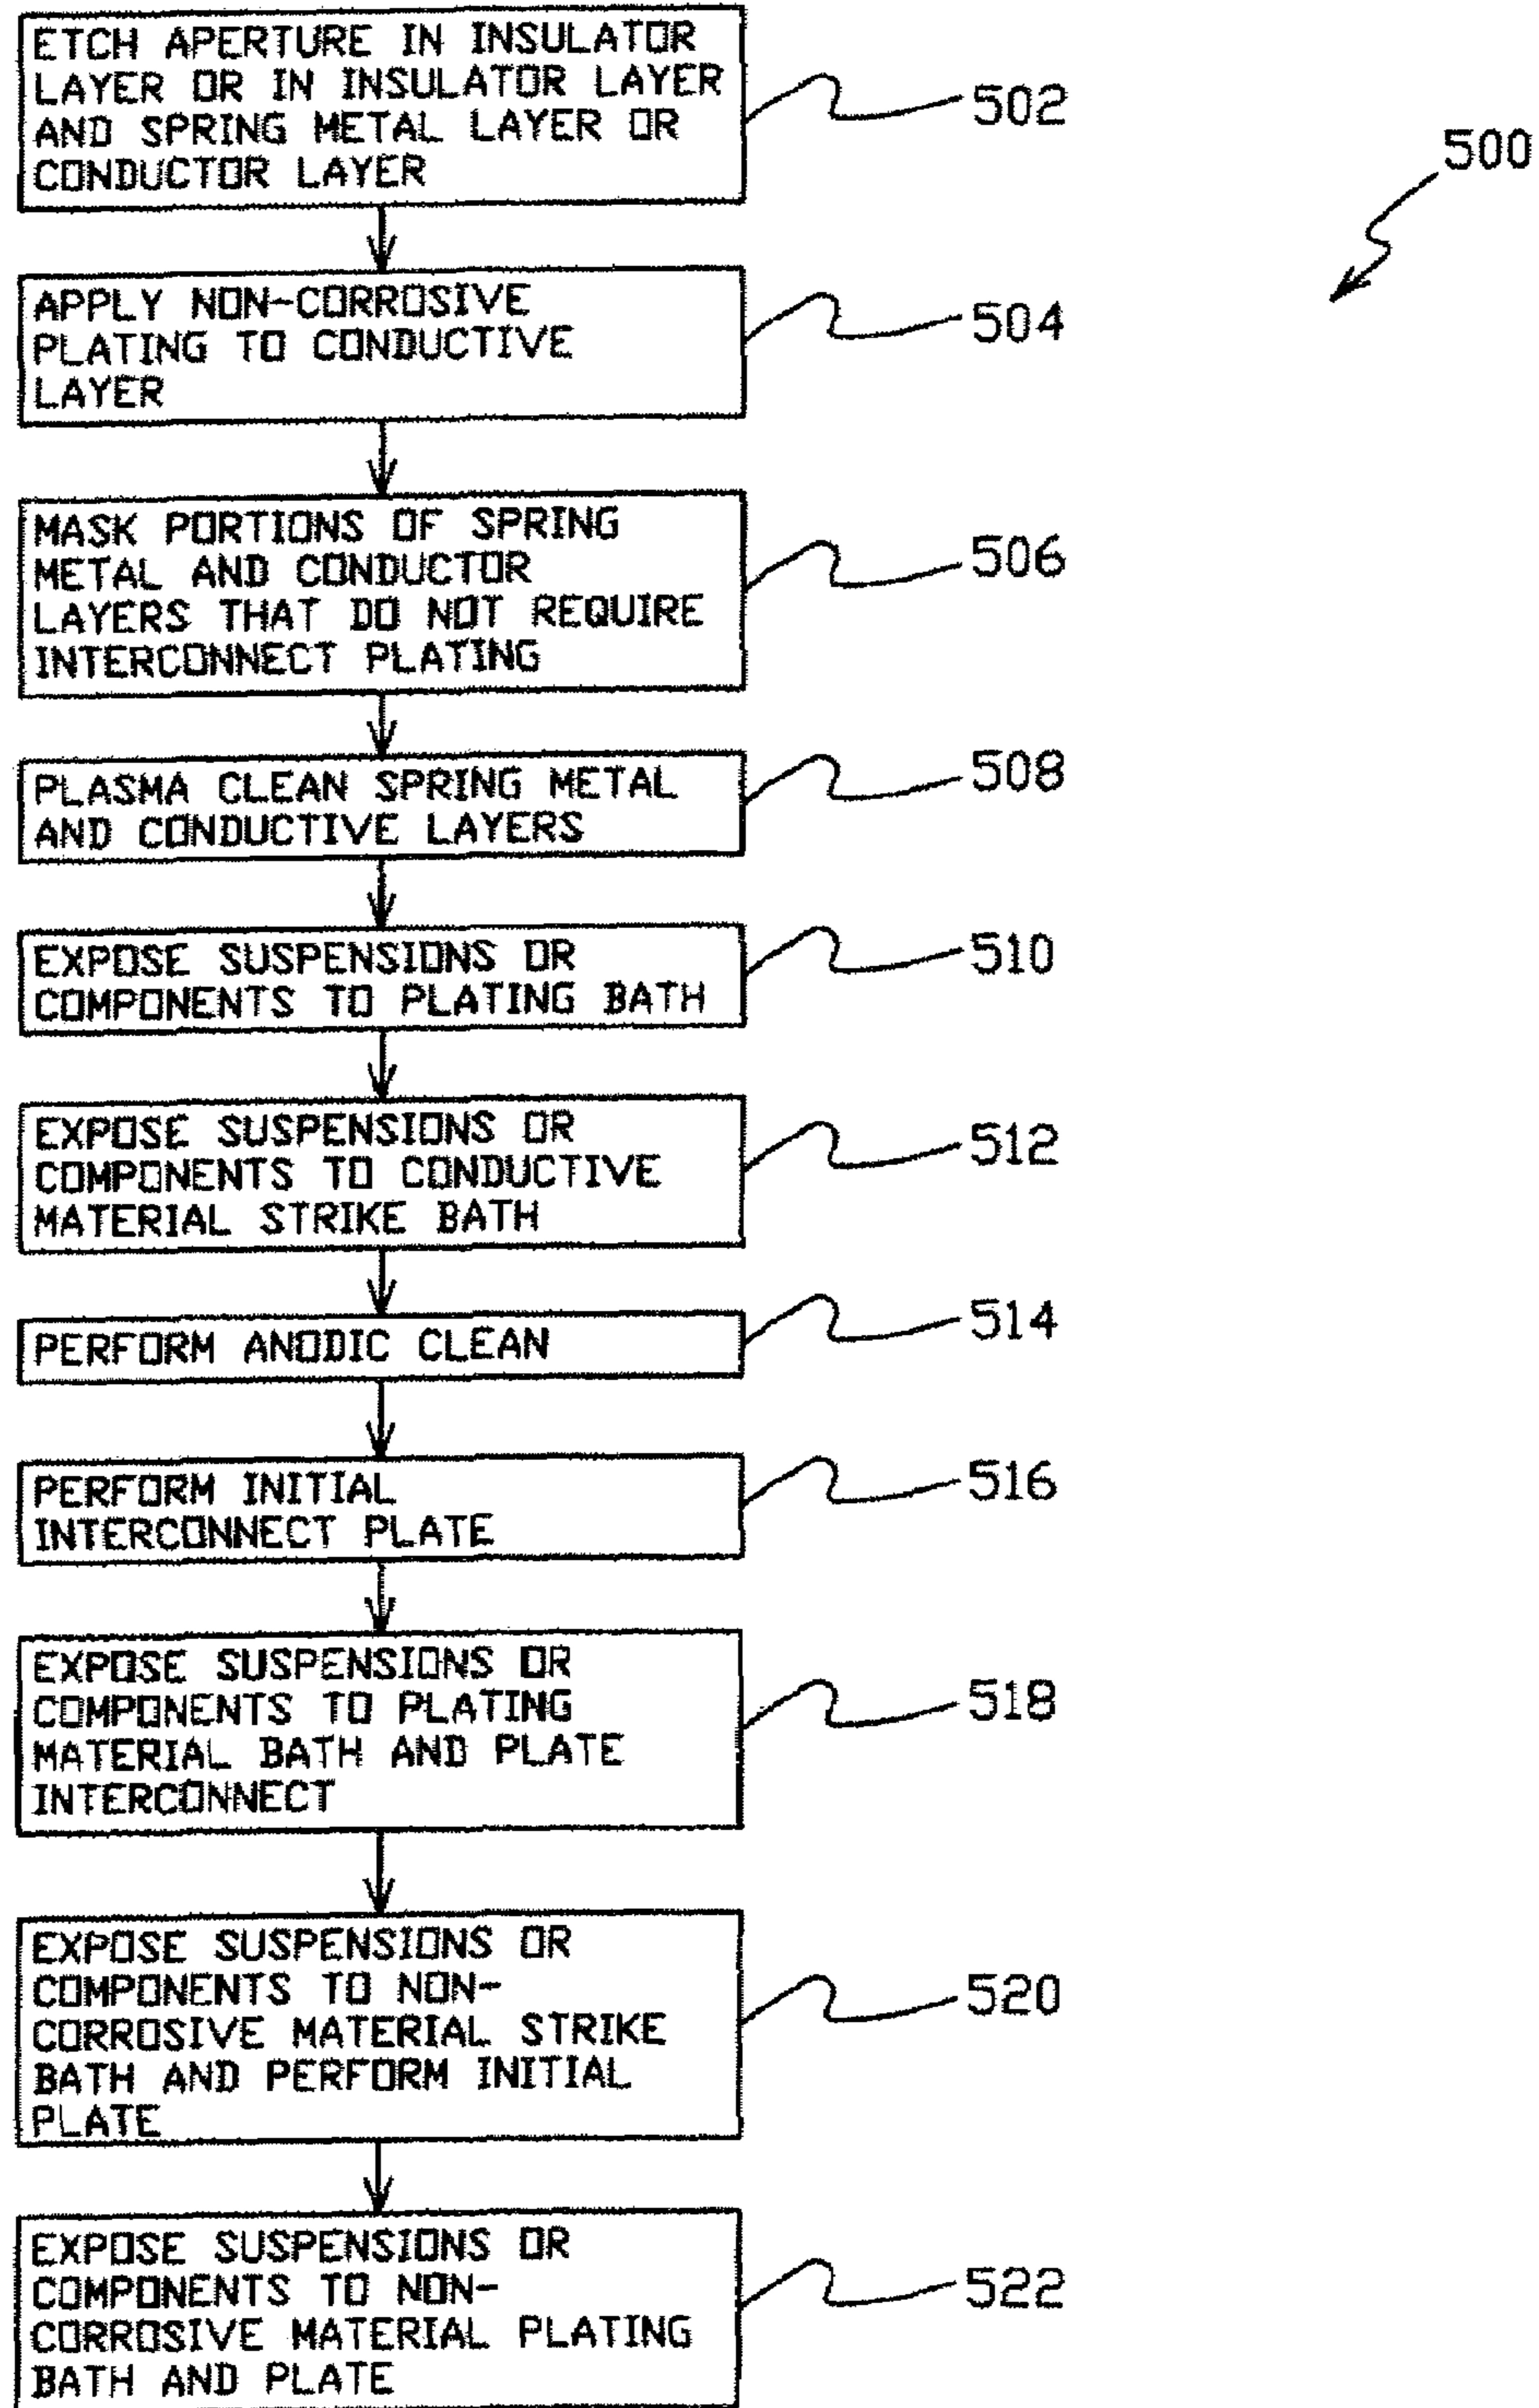 ETCH APERTURE IN INSULATOR
LAYER OR IN INSULATOR LAYER
AND SPRING METAL LAYER OR
CONDUCTOR LAYER
502
500
APPLY NON-CORROSIVE
PLATING TO CONDUCTIVE
LAYER
504
MASK PORTIONS OF SPRING
METAL AND CONDUCTOR
LAYERS THAT DO NOT REQUIRE
INTERCONNECT PLATING
506
PLASMA CLEAN SPRING METAL
AND CONDUCTIVE LAYERS
508
EXPOSE SUSPENSIONS OR
COMPONENTS TO PLATING BATH
510
EXPOSE SUSPENSIONS OR
COMPONENTS TO CONDUCTIVE
MATERIAL STRIKE BATH
512
PERFORM ANODIC CLEAN
514
PERFORM INITIAL
INTERCONNECT PLATE
516
EXPOSE SUSPENSIONS OR
COMPONENTS TO PLATING
MATERIAL BATH AND PLATE
INTERCONNECT
518
EXPOSE SUSPENSIONS OR
COMPONENTS TO NON-
CORROSIVE MATERIAL STRIKE
BATH AND PERFORM INITIAL
PLATE
520
EXPOSE SUSPENSIONS OR
COMPONENTS TO NON-
CORROSIVE MATERIAL PLATING
BATH AND PLATE
522